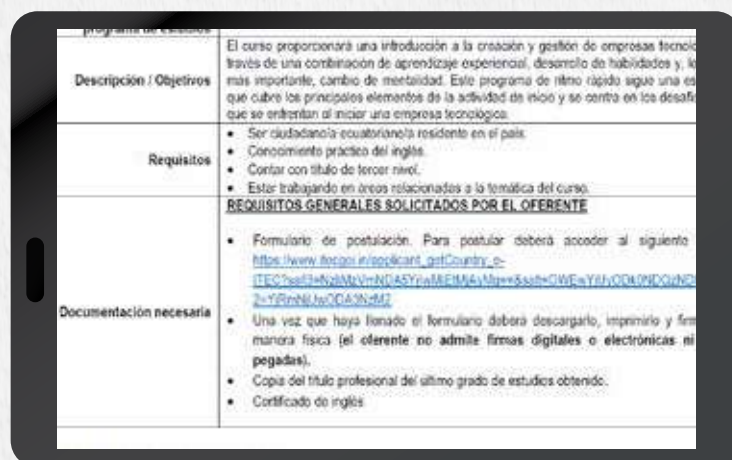 programa de estudios
El curso proporcionará una introducción a la creación y gestión de empresas tecnoló
través de una combinación de aprendizaje experiencial, desarrollo de habilidades y, lo
más importante, cambio de mentalidad. Este programa de ritmo rápido sigue una es
que cubre los principales elementos de la actividad de inicio y se centra en los desafí
que se enfrentan al iniciar una empresa tecnológica.
Descripción / Objetivos
Requisitos
• Ser ciudadano/a ecuatoriano/a residente en el país.
• Conocimiento práctico del inglés.
• Contar con título de tercer nivel.
• Estar trabajando en áreas relacionadas a la temática del curso.
Documentación necesaria
REQUISITOS GENERALES SOLICITADOS POR EL OFERENTE
• Formulario de postulación. Para postular deberá acceder al siguiente
• Una vez que haya llenado el formulario deberá descargarlo, imprimirlo y firm
manera física (el oferente no admite firmas digitales o electrónicas ni
pegadas).
• Copia del título profesional del último grado de estudios obtenido.
• Certificado de inglés